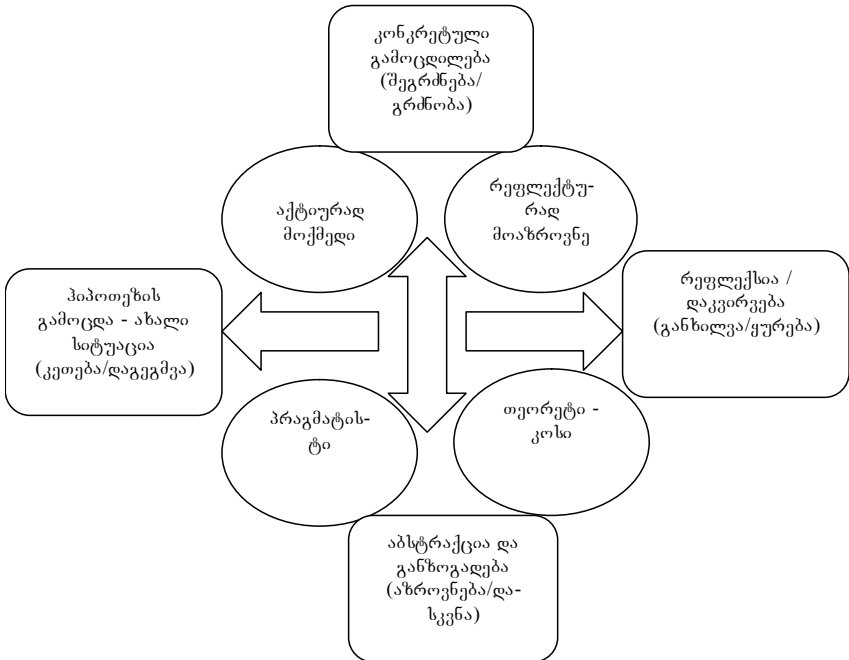 კონკრეტული
გამოცდილება
(შეგრძნება/
გრძნობა)
აქტიურად
მოქმედი
რეფლექტუ-
რად
მოაზროვნე
ჰიპოთეზის
გამოცდა - ახალი
სიტუაცია
(კეთება/დაგეგმვა)
რეფლექსია /
დაკვირვება
(განხილვა/ყურება)
პრაგმატის-
ტი
თეორეტი -
კოსი
აბსტრაქცია და
განზოგადება
(აზროვნება/და-
სკვნა)